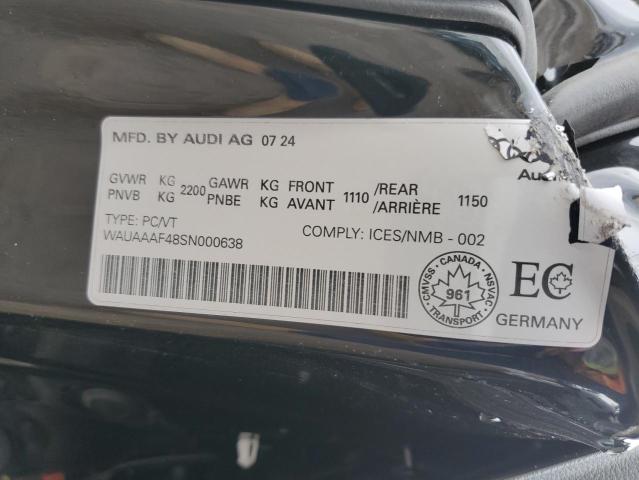 MFD. BY AUDI AG 07 24
GVWR KG 2200 GAWR KG FRONT 1110 /REAR 1150
PNVB KG PNBE KG AVANT /ARRIÈRE
TYPE: PC/VT
WAUAAAF48SN000638
COMPLY: ICES/NMB - 002
CMVSS · CANADA · NSVAC
961
TRANSPORT
EC
GERMANY